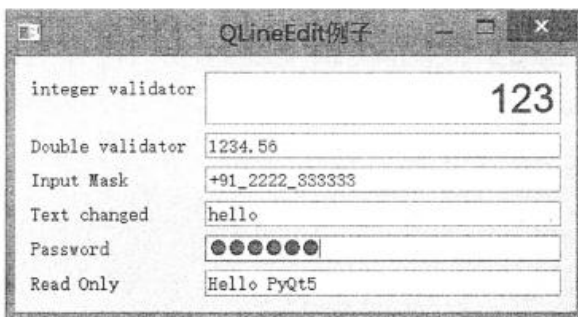 QLineEdit例子
integer validator 123
Double validator 1234.56
Input Mask +91_2222_333333
Text changed hello
Password ●●●●●●
Read Only Hello PyQt5